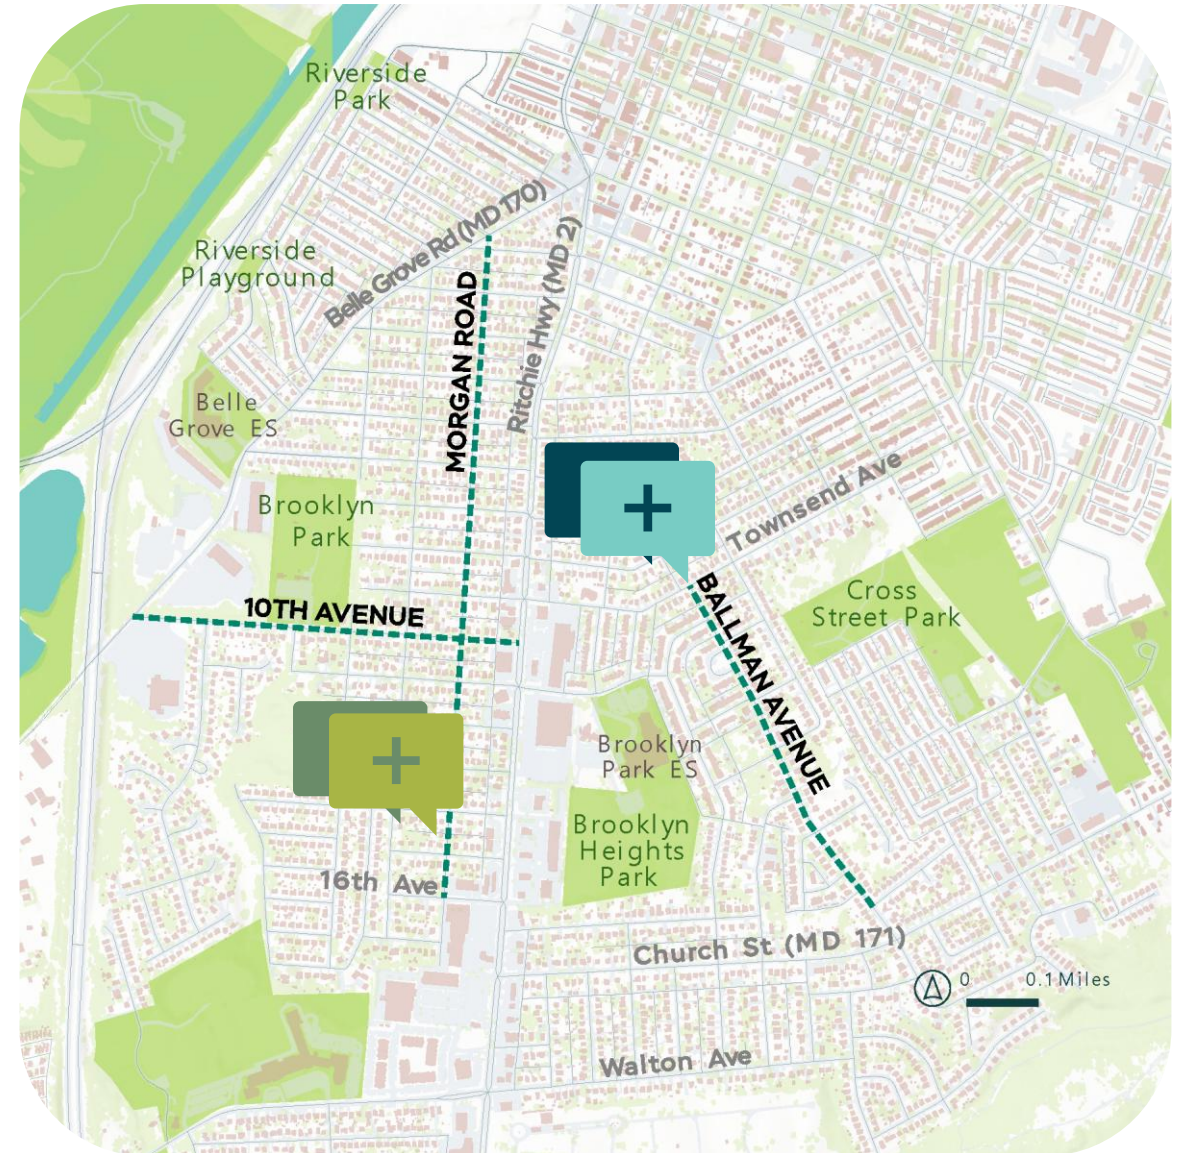 Riverside
Park
Belle Grove Rd (MD 170)
Riverside
Playground
Ritchie Hwy (MD 2)
MORGAN ROAD
Belle
Grove ES
Brooklyn
Park
+
Townsend Ave
10TH AVENUE
BALLMAN AVENUE
Cross
Street Park
+
Brooklyn
Park ES
Brooklyn
Heights
Park
16th Ave
Church St (MD 171)
0 0.1 Miles
Walton Ave